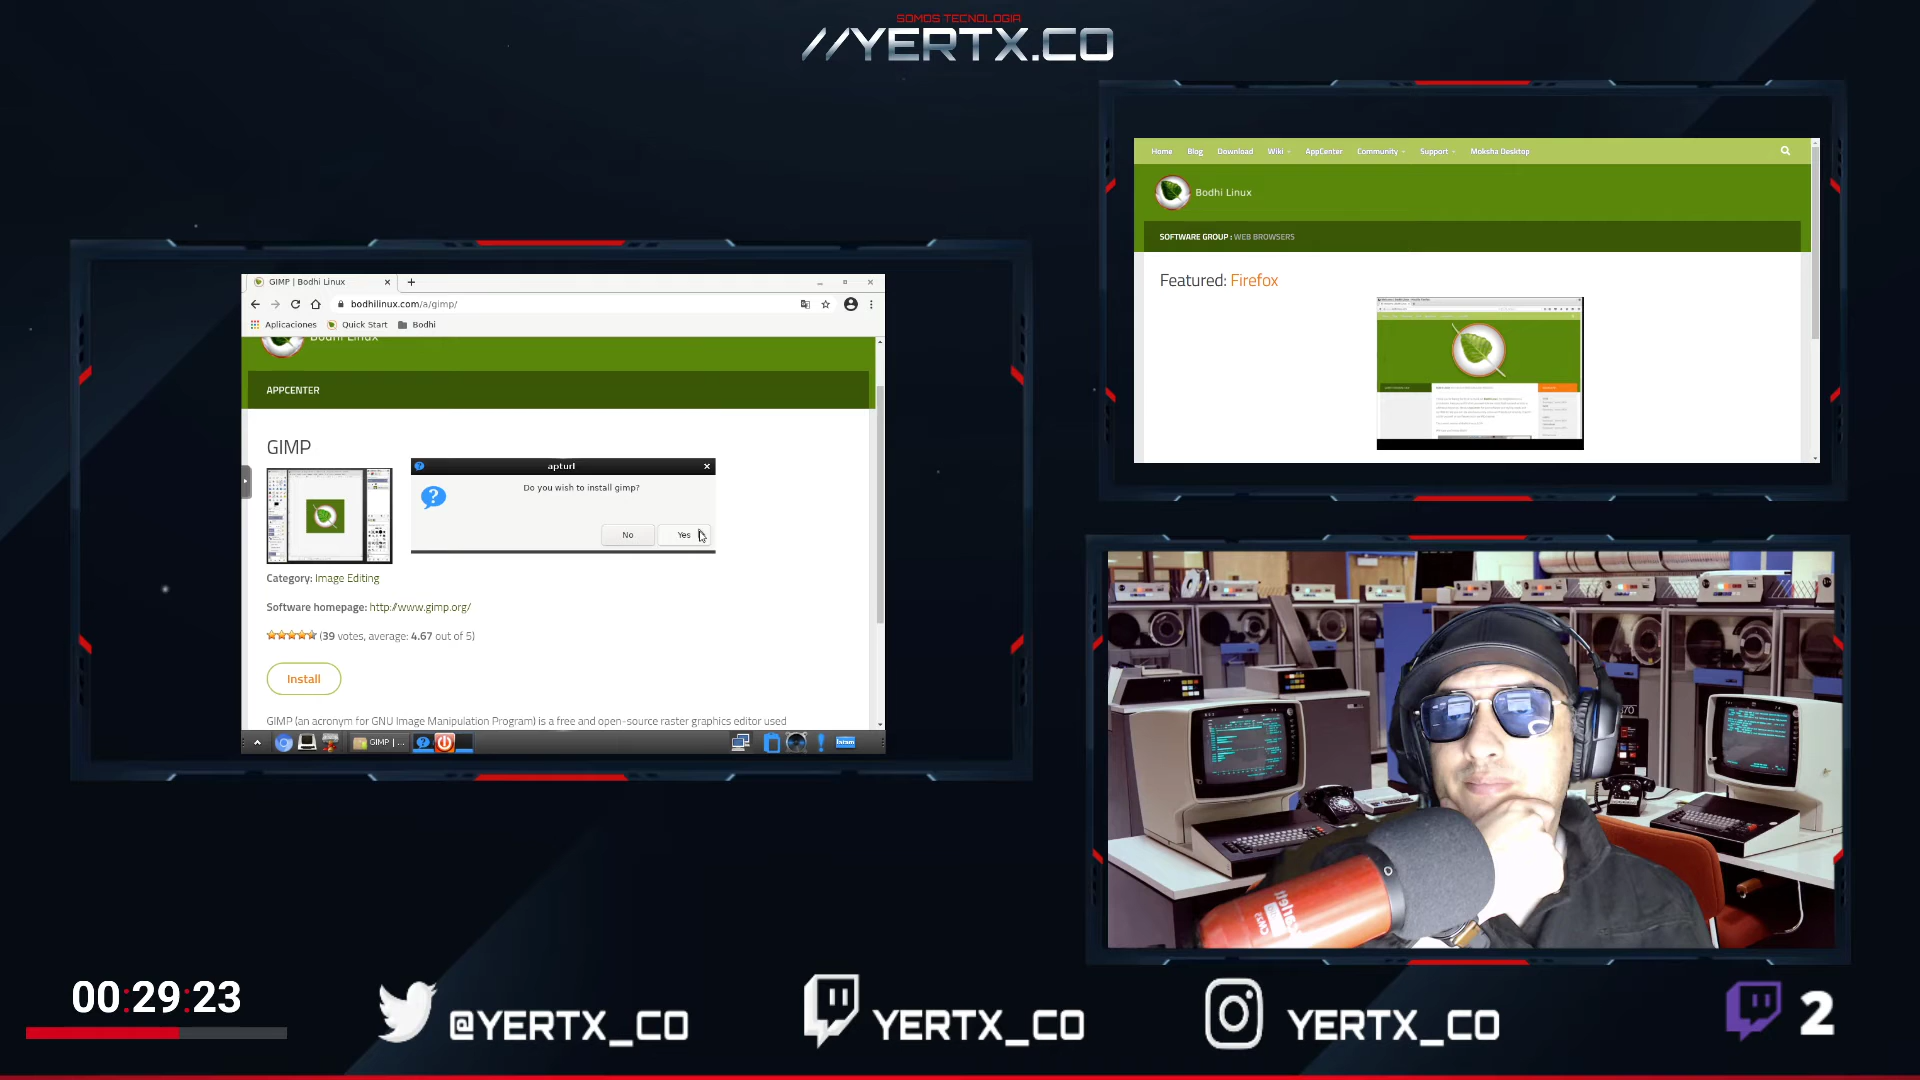 SOMOS TECNOLOGIA
//YERTX.CO
GIMP | Bodhi Linux
bodhilinux.com/a/gimp/
Aplicaciones
Quick Start
Bodhi
Bodhi Linux
APPCENTER
GIMP
apturl
Do you wish to install gimp?
No
Yes
Category: Image Editing
Software homepage: http://www.gimp.org/
(39 votes, average: 4.67 out of 5)
Install
GIMP (an acronym for GNU Image Manipulation Program) is a free and open-source raster graphics editor used
GIMP | ...
latam
Home Blog Download Wiki AppCenter Community Support Moksha Desktop
Bodhi Linux
SOFTWARE GROUP : WEB BROWSERS
Featured: Firefox
00:29:23
@YERTX_CO
YERTX_CO
YERTX_CO
2